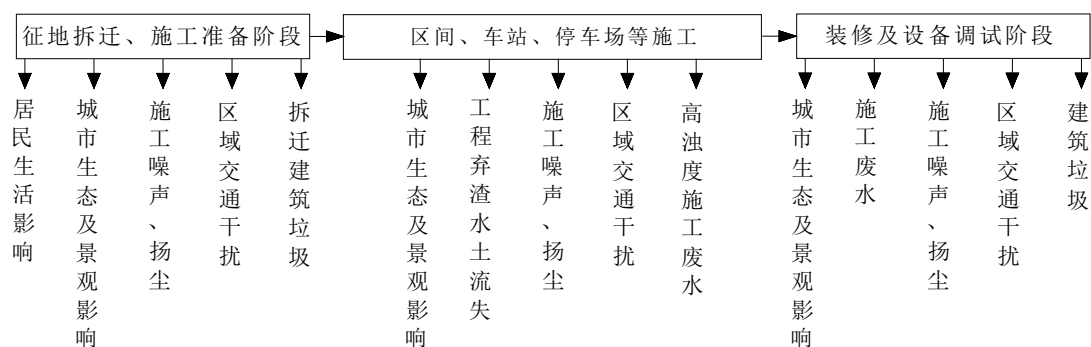 征地拆迁、施工准备阶段
区间、车站、停车场等施工
装修及设备调试阶段
居民生活影响
城市生态及景观影响
施工噪声、扬尘
区域交通干扰
拆迁建筑垃圾
城市生态及景观影响
工程弃渣水土流失
施工噪声、扬尘
区域交通干扰
高浊度施工废水
城市生态及景观影响
施工废水
施工噪声、扬尘
区域交通干扰
建筑垃圾